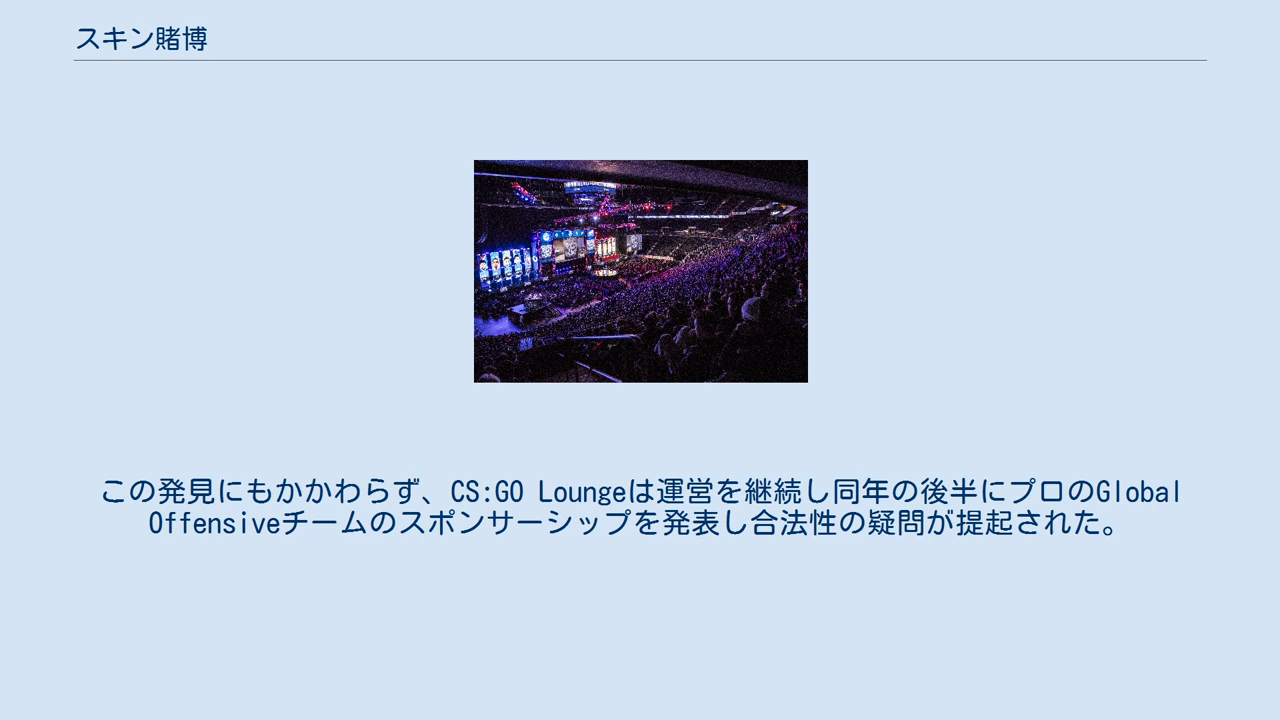 スキン賭博
この発見にもかかわらず、CS:GO Loungeは運営を継続し同年の後半にプロのGlobal
Offensiveチームのスポンサーシップを発表し合法性の疑問が提起された。